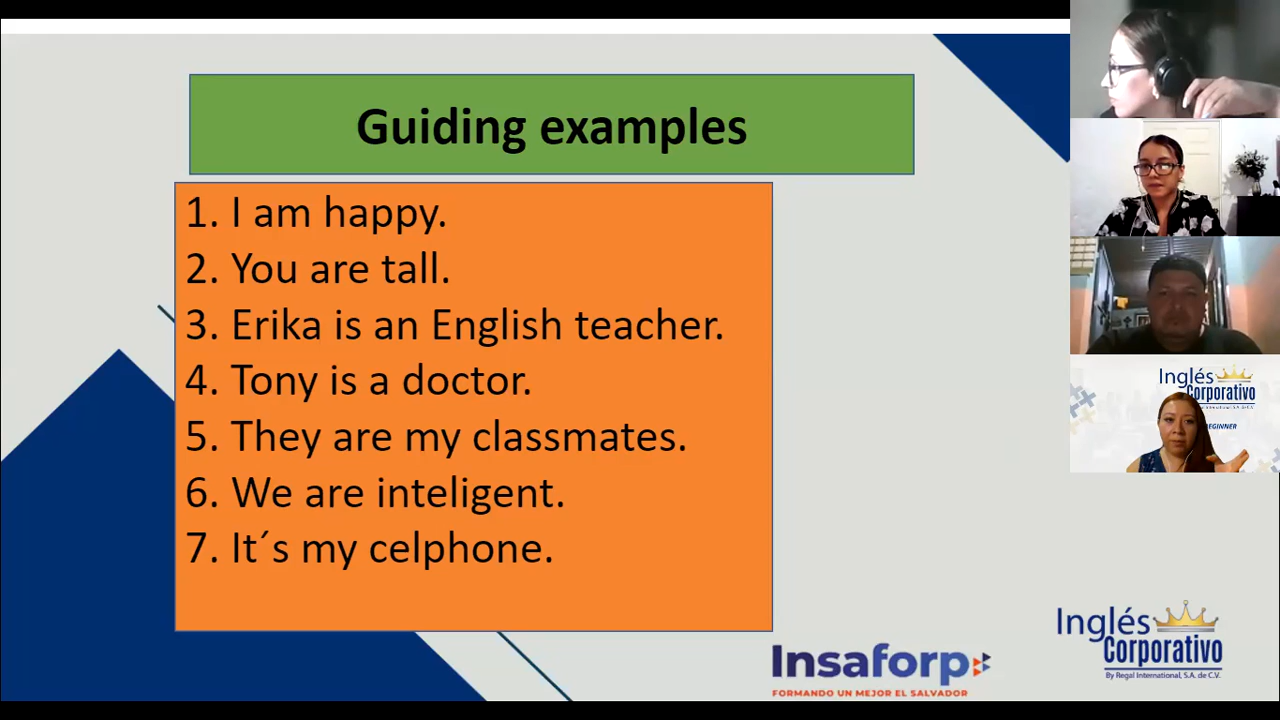 Guiding examples
1. I am happy.
2. You are tall.
3. Erika is an English teacher.
4. Tony is a doctor.
5. They are my classmates.
6. We are inteligent.
7. It´s my celphone.
Inglés
Corporativo
EGINNER
Insaforp
FORMANDO UN MEJOR EL SALVADOR
Inglés
Corporativo
By Regal International, S.A. de C.V.